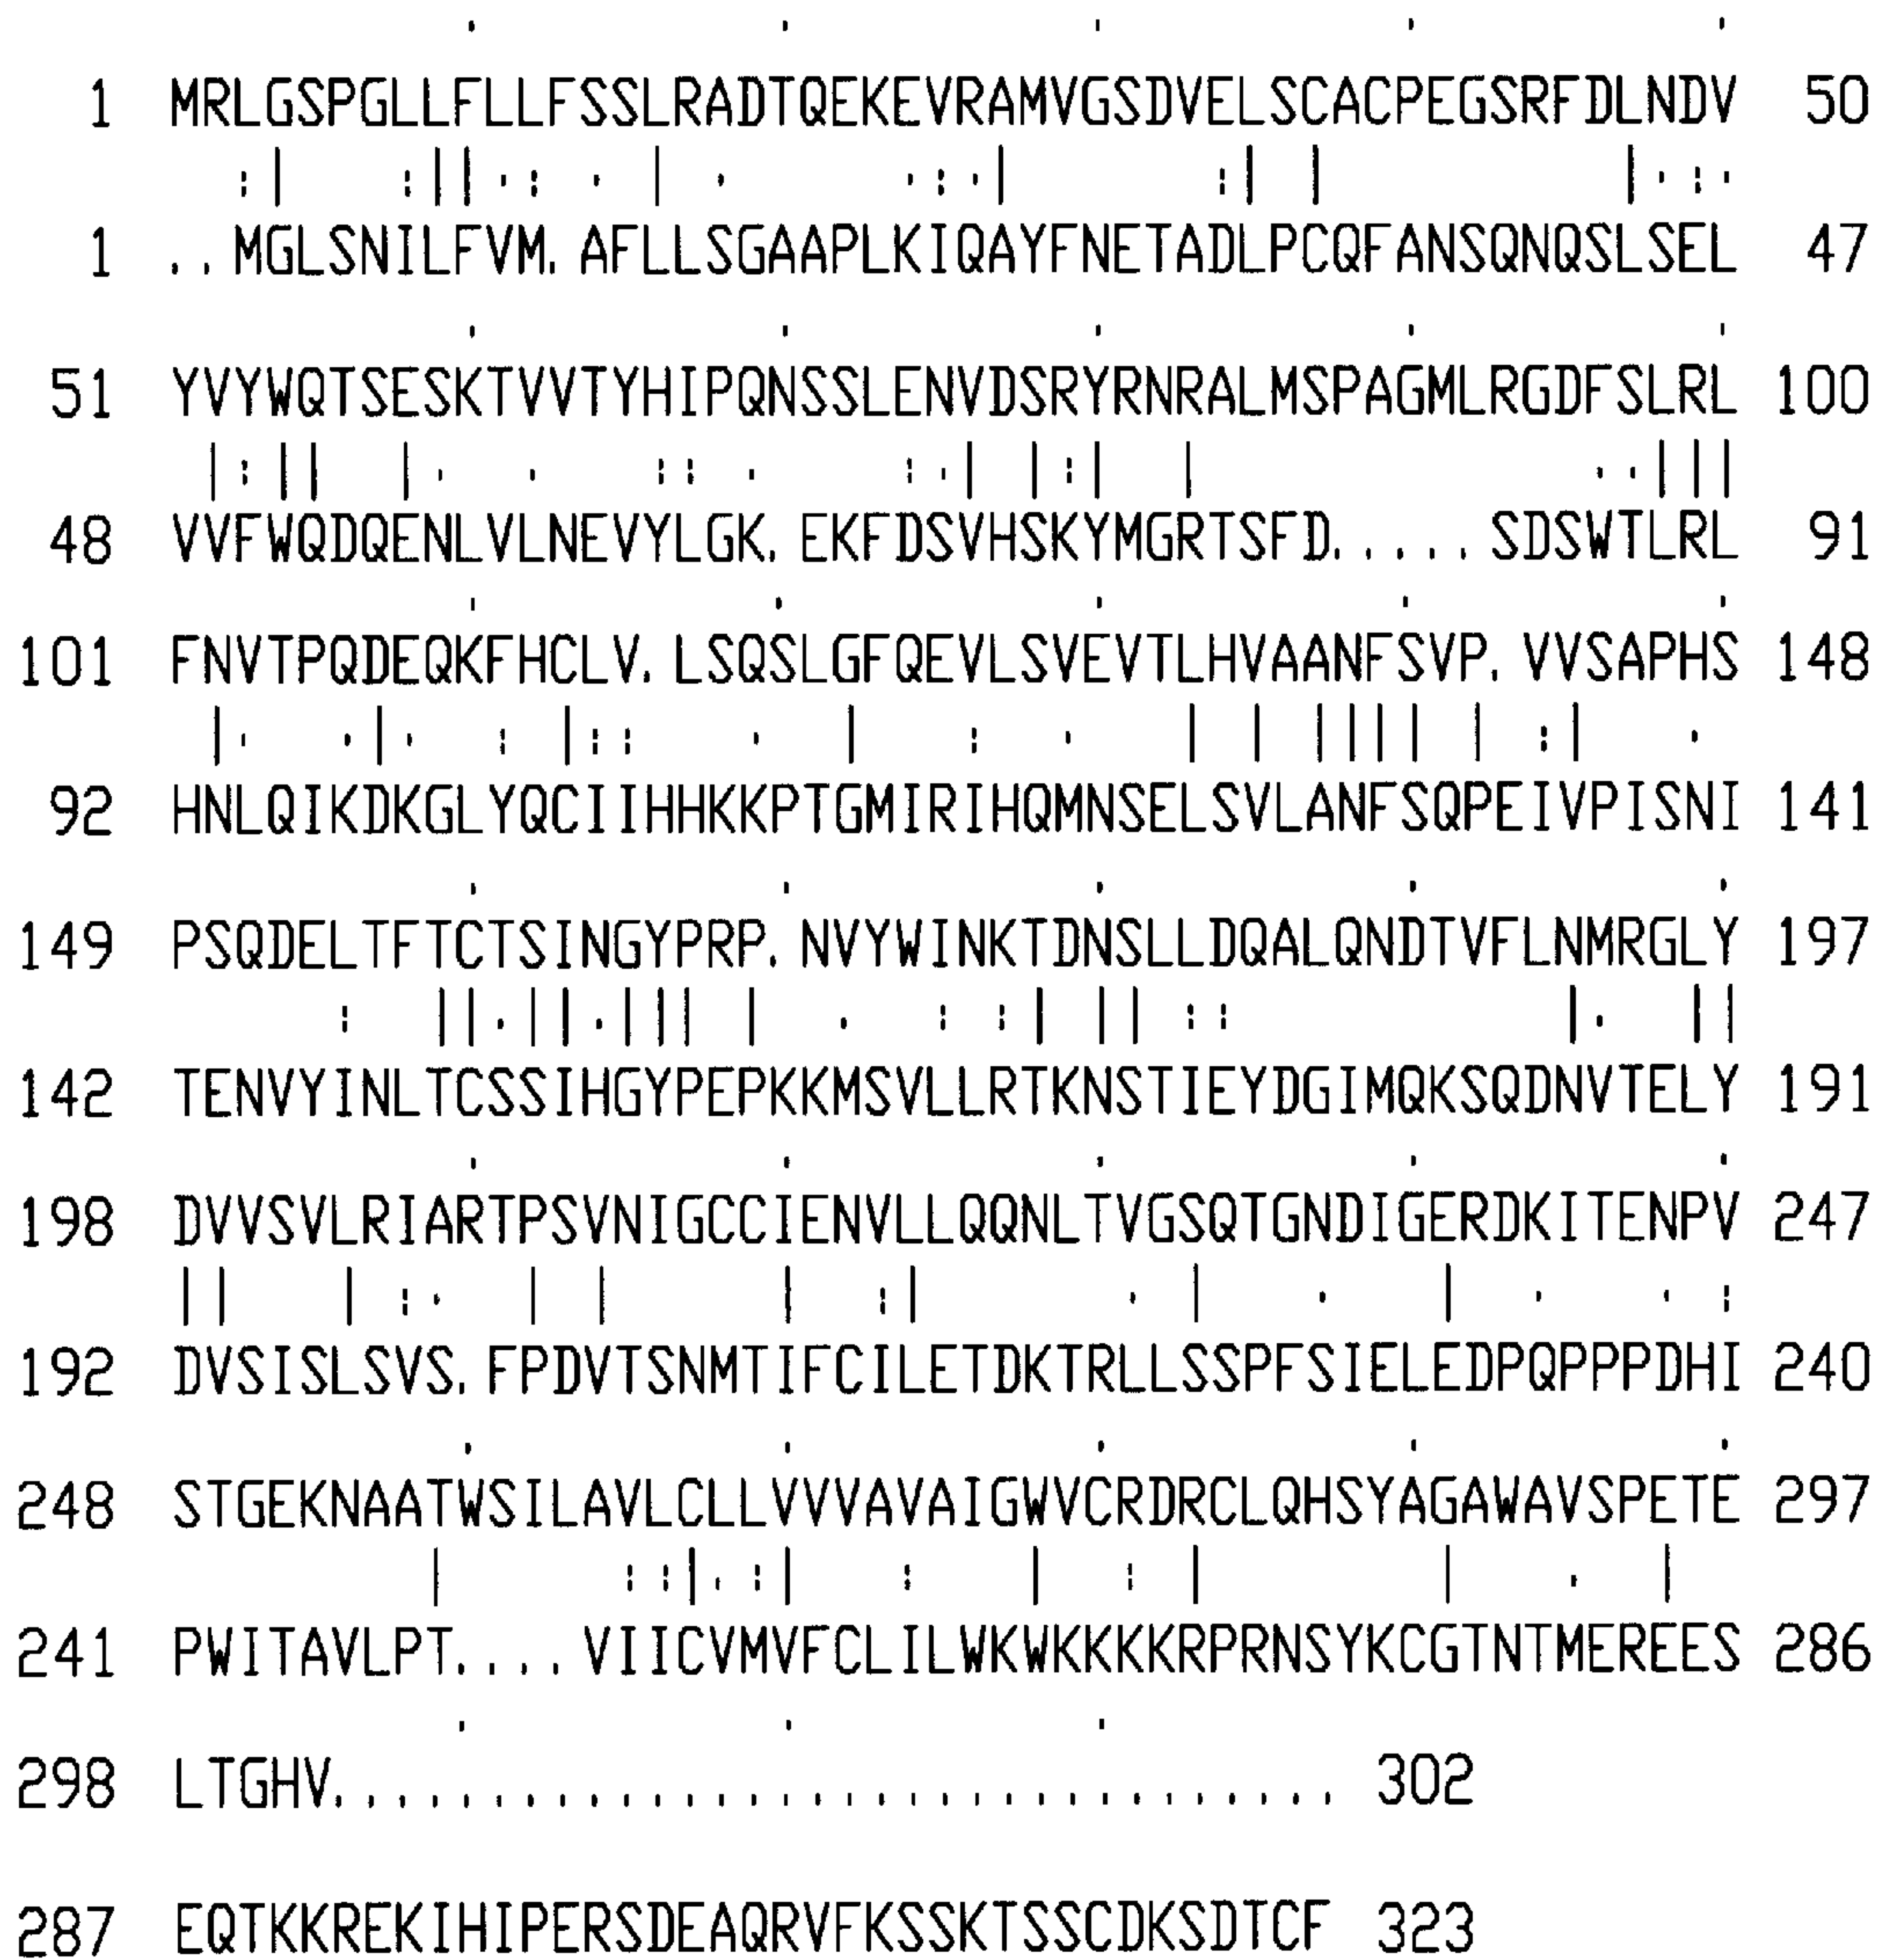 1 MRLGSPGLLFLLFSSLRADTQEKEVRAMVGSDVELSCACPEGSRFDLNDV 50
1 ..MGLSNILFVM.AFLLSGAAPLKIQAYFNETADLPCQFANSQNQSLSEL 47
51 YVYWQTSESKTVVTYHIPQNSSLENVDSRYRNRALMSPAGMLRGDFSLRL 100
48 VVFWQDQENLVLNEVYLGK.EKFDSVHSKYMGRTSFD.....SDSWTLRL 91
101 FNVTPQDEQKFHCLV.LSQSLGFQEVLSVEVTLHVAANFSVP.VVSAPHS 148
92 HNLQIKDKGLYQCIIHHKKPTGMIRIHQMNSELSVLANFSQPEIVPISNI 141
149 PSQDELTFTCTSINGYPRP.NVYWINKTDNSLLDQALQNDTVFLNMRGLY 197
142 TENVYINLTCSSIHGYPEPKKMSVLLRTKNSTIEYDGIMQKSQDNVTELY 191
198 DVVSVLRIARTPSVNIGCCIENVLLQQNLTVGSQTGNDIGERDKITENPV 247
192 DVSISLSVS.FPDVTSNMTIFCILETDKTRLLSSPFSIELEDPQPPPDHI 240
248 STGEKNAATWSILAVLCLLVVVAVAIGWVCRDRCLQHSYAGAWAVSPETE 297
241 PWITAVLPT....VIICVMVFCLILWKWKKKKRPRNSYKCGTNTMEREES 286
298 LTGHV................................ 302
287 EQTKKREKIHIPERSDEAQRVFKSSKTSSCDKSDTCF 323